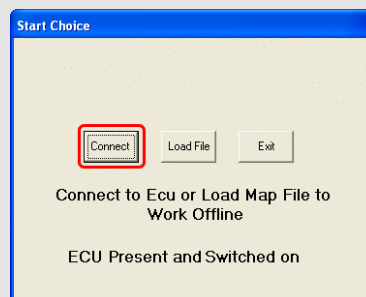 Start Choice
Connect Load File Exit
Connect to Ecu or Load Map File to
Work Offline
ECU Present and Switched on